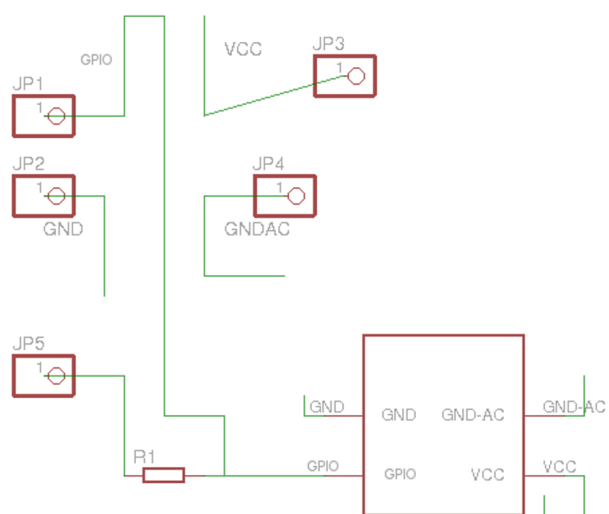 JP3
VCC
GPIO
1
JP1
1
JP2
JP4
1
1
GND
GNDAC
JP5
1
GND
GND
GND-AC
GND-AC
R1
GPIO
GPIO
VCC
VCC